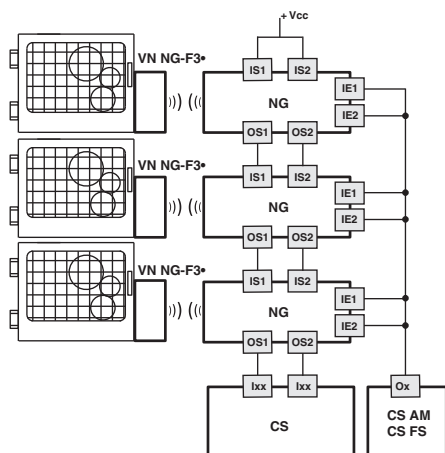 + Vcc
VN NG-F3•
IS1 IS2
IE1
NG
IE2
OS1 OS2
VN NG-F3•
IS1 IS2
IE1
NG
IE2
OS1 OS2
VN NG-F3•
IS1 IS2
IE1
NG
IE2
OS1 OS2
Ixx Ixx Ox
CS
CS AM
CS FS